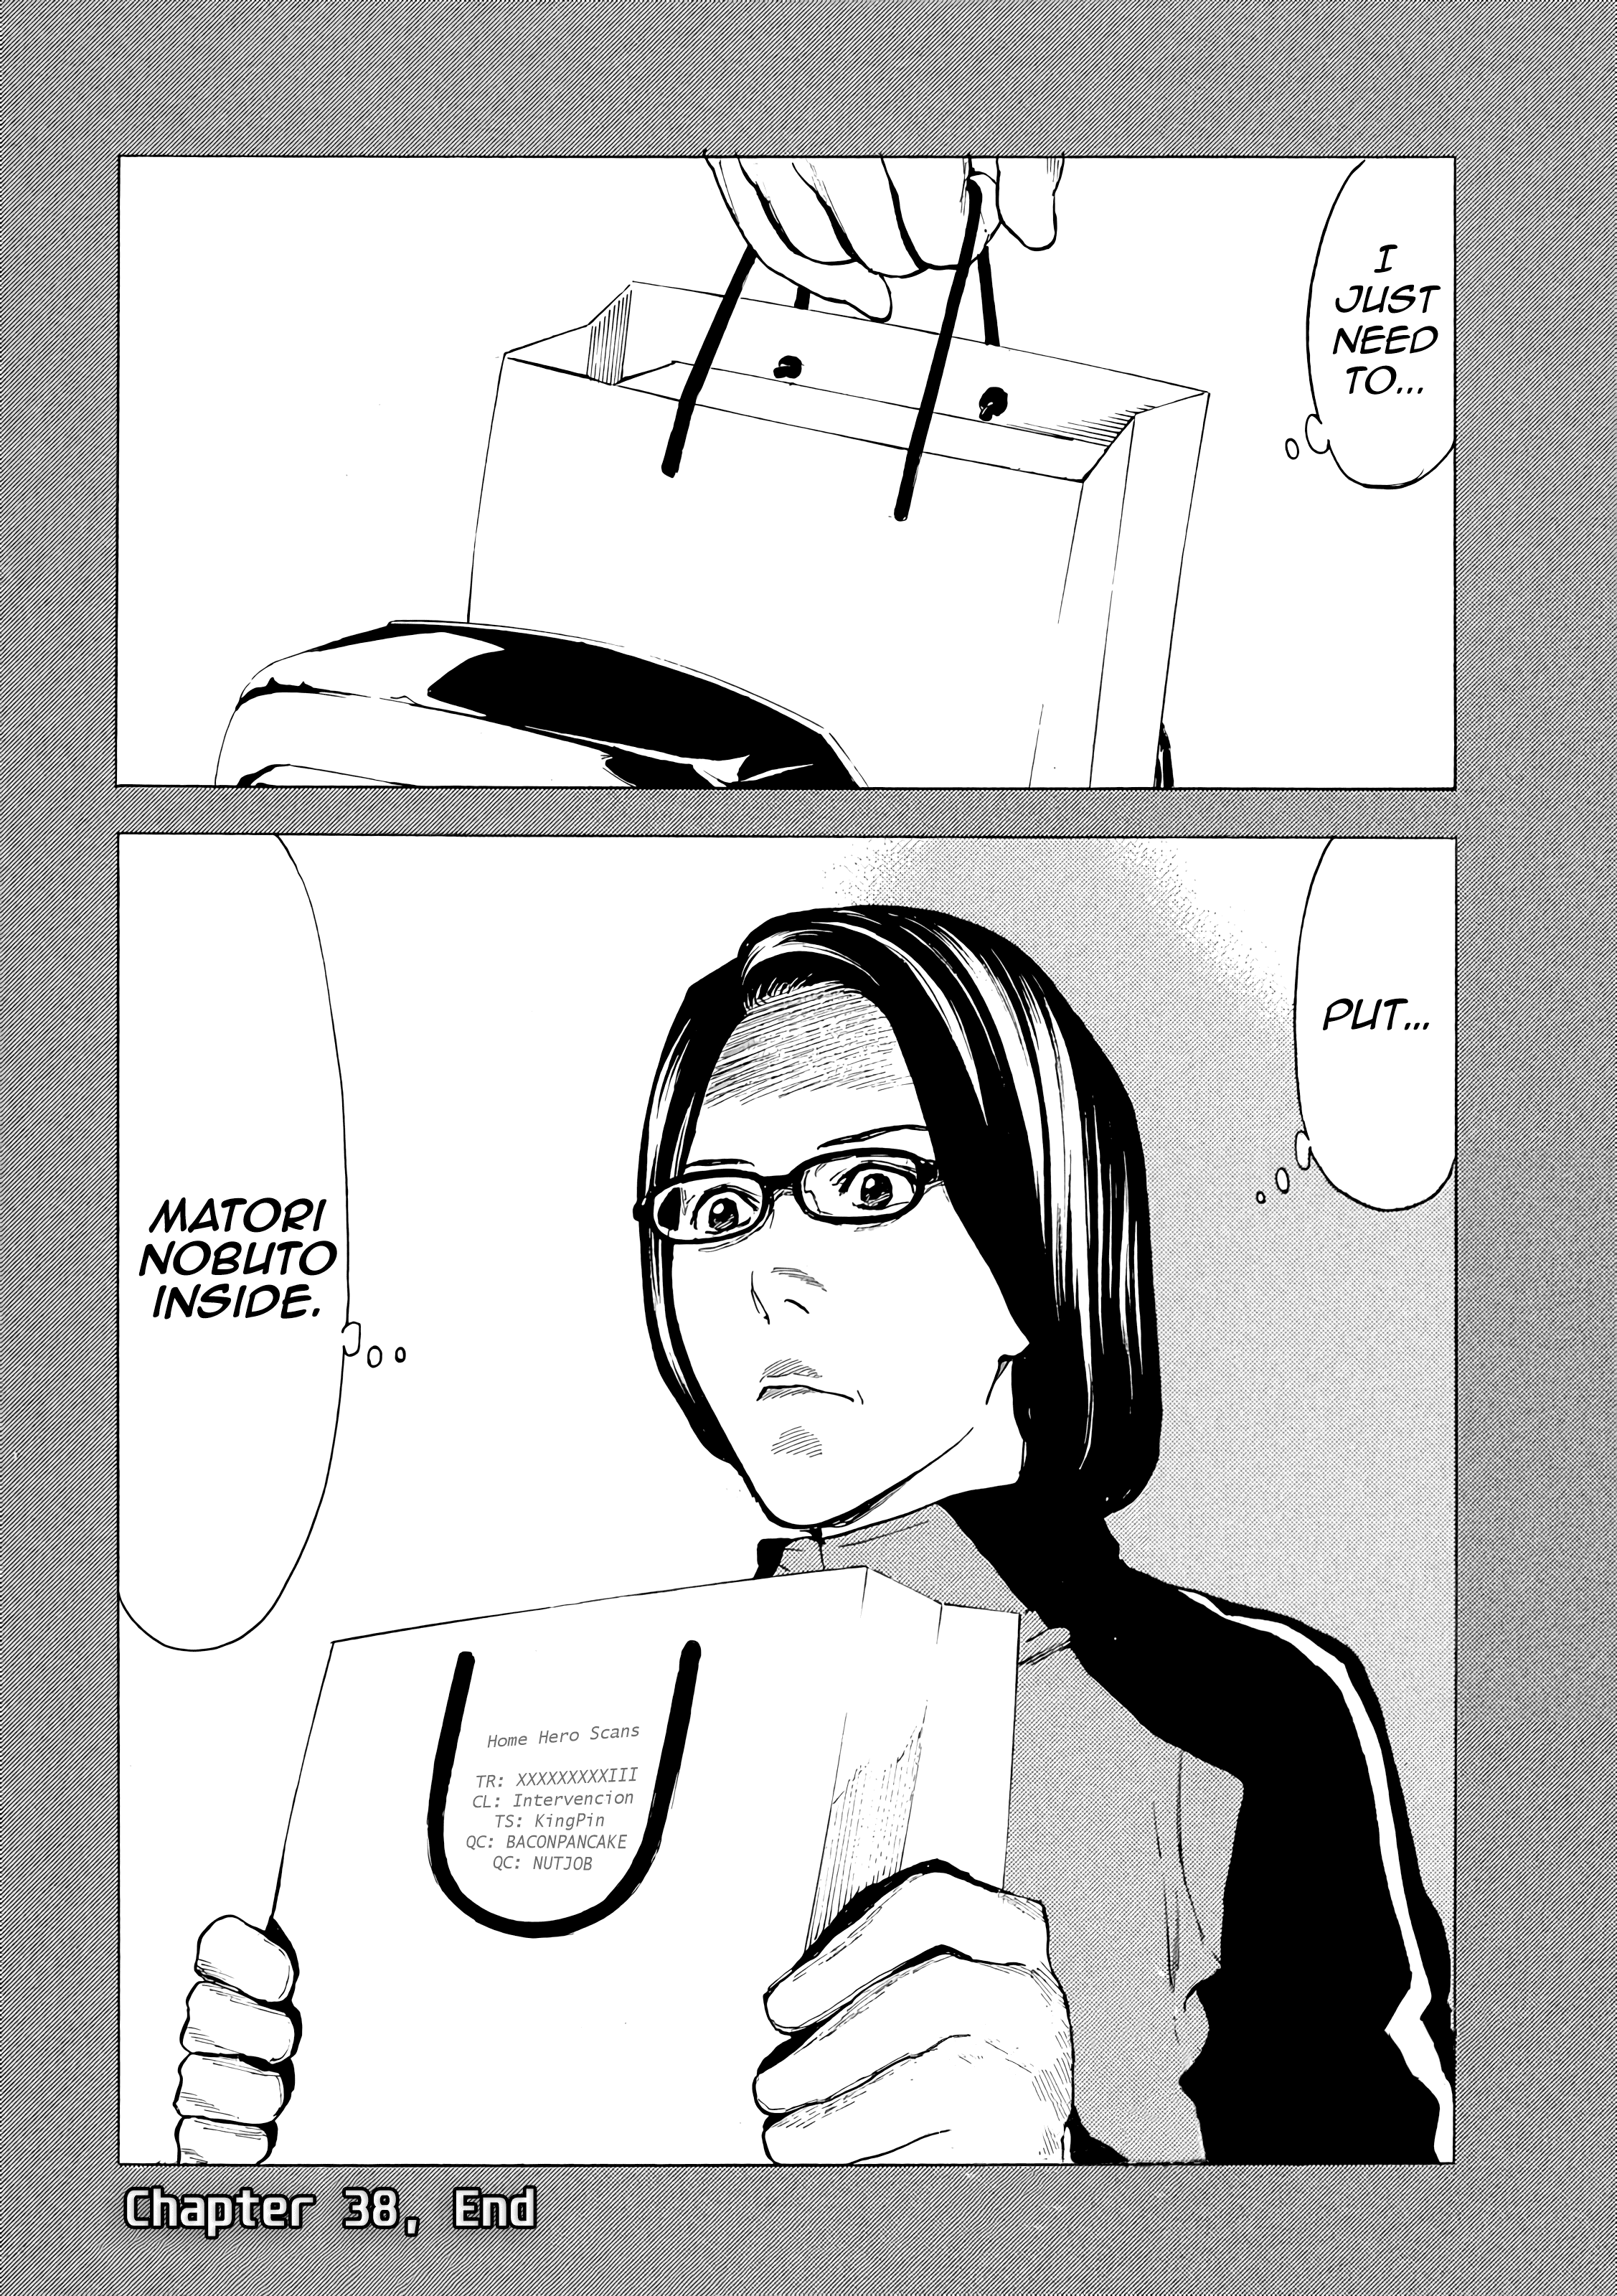 I
JUST
NEED
TO...
PUT...
MATORI
NOBUTO
INSIDE.
Home Hero Scans
TR: XXXXXXXXXIII
CL: Intervencion
TS: KingPin
QC: BACONPANCAKE
QC: NUTJOB
Chapter 38, End